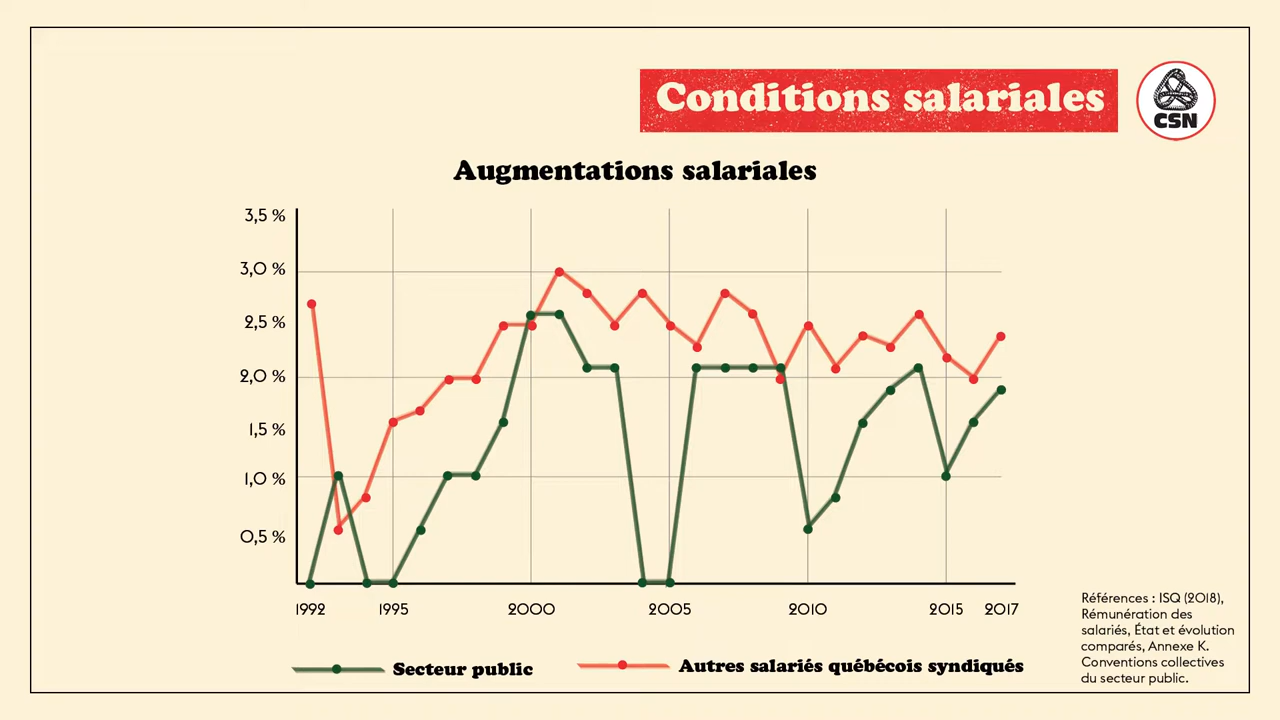 Conditions salariales
CSN
Augmentations salariales
3,5 %
3,0 %
2,5 %
2,0 %
1,5 %
1,0 %
0,5 %
1992 1995 2000 2005 2010 2015 2017
Secteur public
Autres salariés québécois syndiqués
Références : ISQ (2018),
Rémunération des
salariés, État et évolution
comparés, Annexe K.
Conventions collectives
du secteur public.